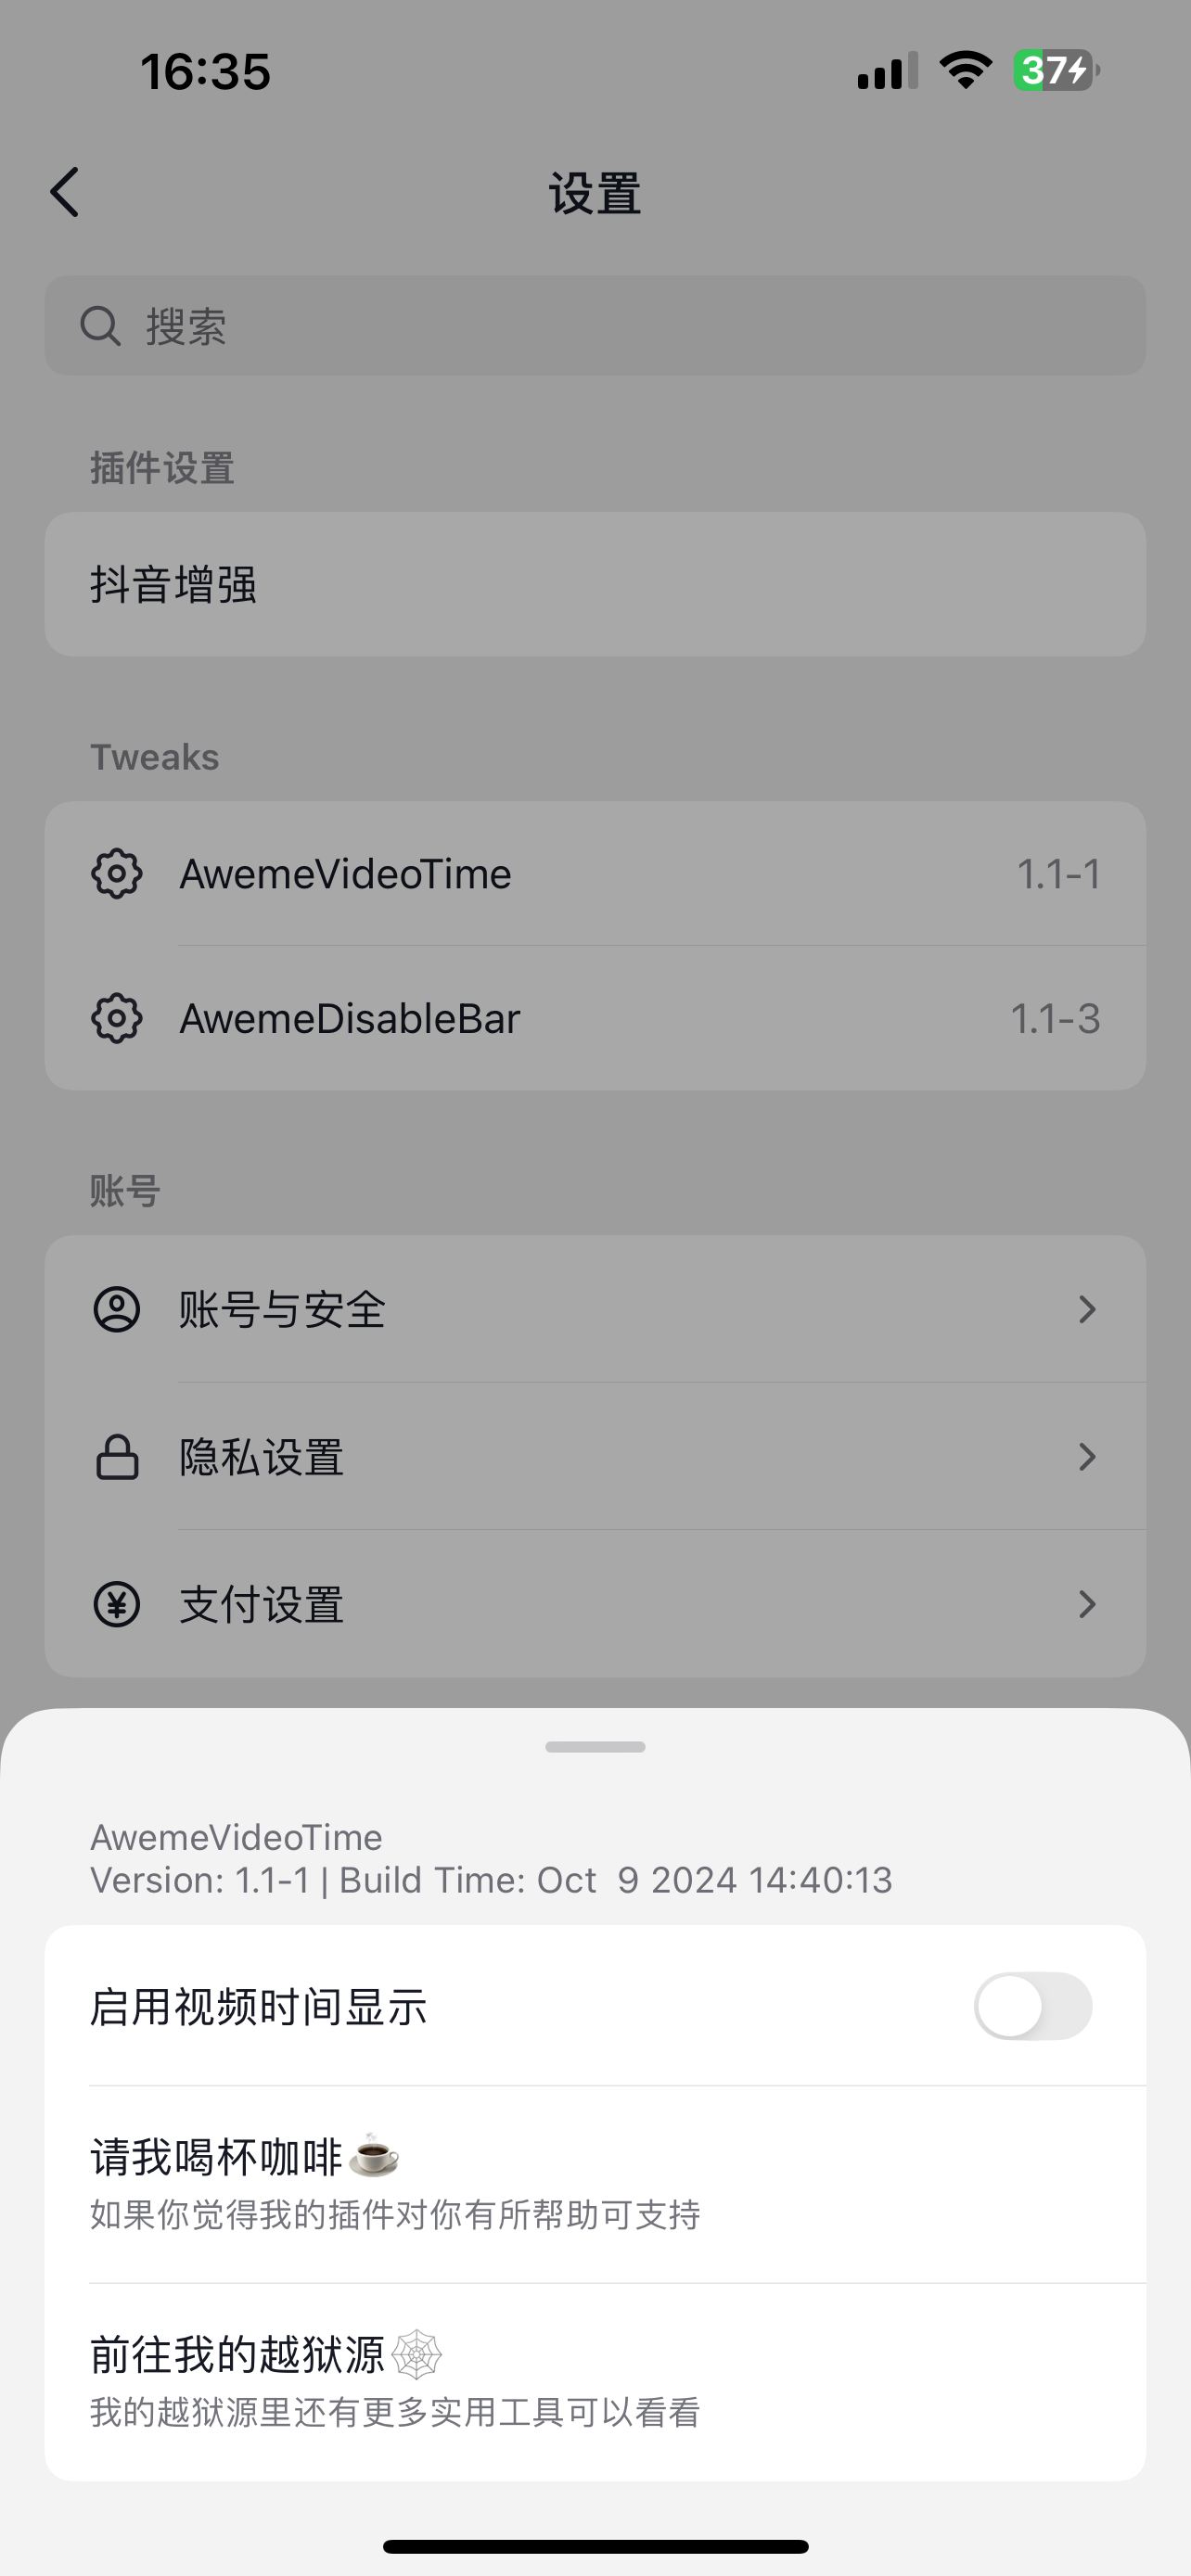 16:35
37
设置
搜索
插件设置
抖音增强
Tweaks
AwemeVideoTime 1.1-1
AwemeDisableBar 1.1-3
账号
账号与安全
隐私设置
支付设置
AwemeVideoTime
Version: 1.1-1 | Build Time: Oct  9 2024 14:40:13
启用视频时间显示
请我喝杯咖啡☕️
如果你觉得我的插件对你有所帮助可支持
前往我的越狱源🕸️
我的越狱源里还有更多实用工具可以看看